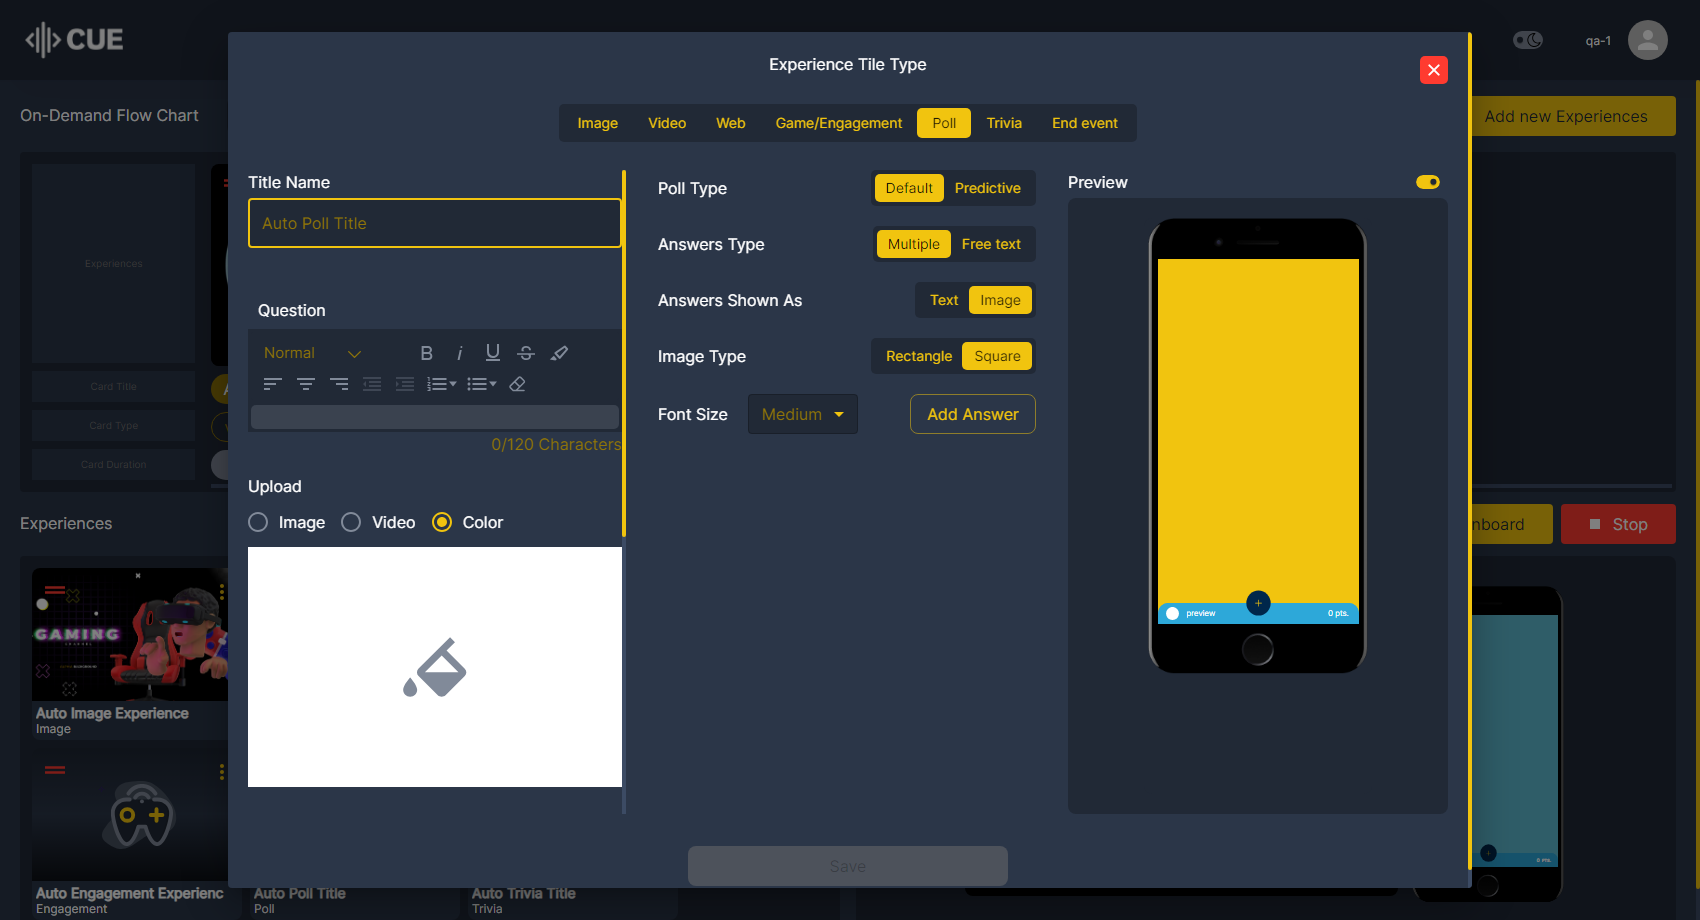 CUE
Experience Tile Type
qa-1
On-Demand Flow Chart
Image Video Web Game/Engagement Poll Trivia End event
Add new Experiences
Title Name
Auto Poll Title
Poll Type Default Predictive
Preview
Answers Type Multiple Free text
Experiences
Question
Answers Shown As Text Image
Normal
Image Type Rectangle Square
Card Title
Font Size Medium Add Answer
Card Type
0/120 Characters
Card Duration
Upload
Image Video Color
Experiences
Stop
preview 0 pts.
GAMING
Auto Image Experience
Image
Save
0 pts.
Auto Engagement Experienc
Engagement
Auto Poll Title
Poll
Auto Trivia Title
Trivia